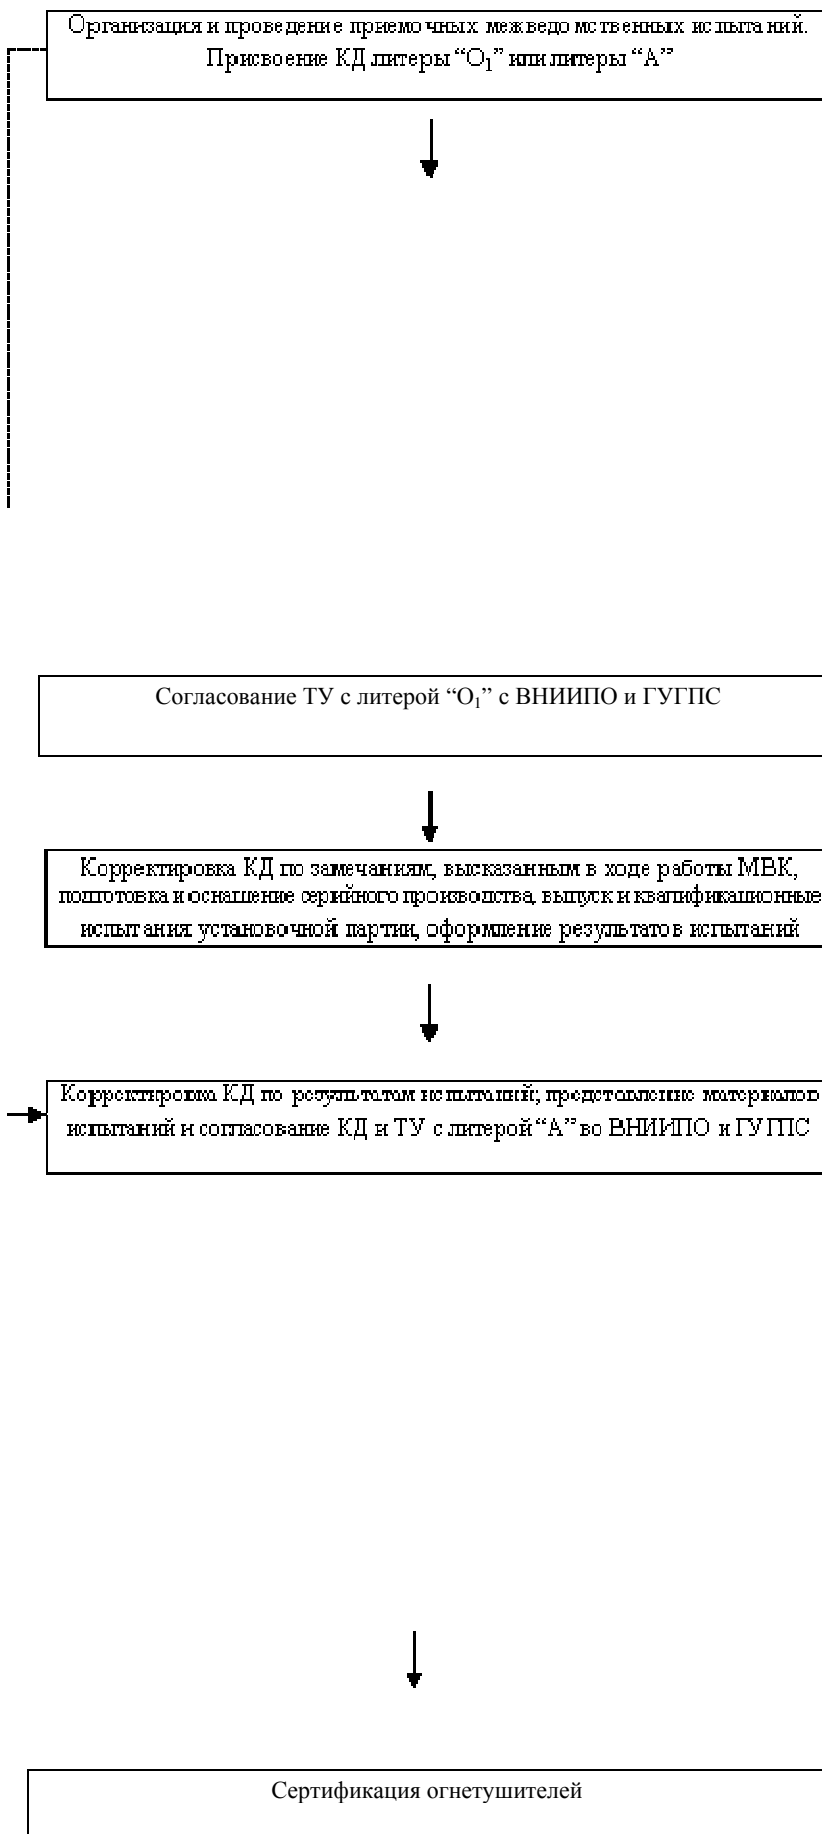 Организация и проведение приемочных межведомственных испытаний.
Присвоение КД литеры “О₁” или литеры “А”
Согласование ТУ с литерой “О₁” с ВНИИПО и ГУГПС
Корректировка КД по замечаниям, высказанным в ходе работы МВК,
подготовка и оснащение серийного производства, выпуск и квалификационные
испытания установочной партии, оформление результатов испытаний
Корректировка КД по результатам испытаний; представление материалов
испытаний и согласование КД и ТУ с литерой “А” во ВНИИПО и ГУГПС
Сертификация огнетушителей